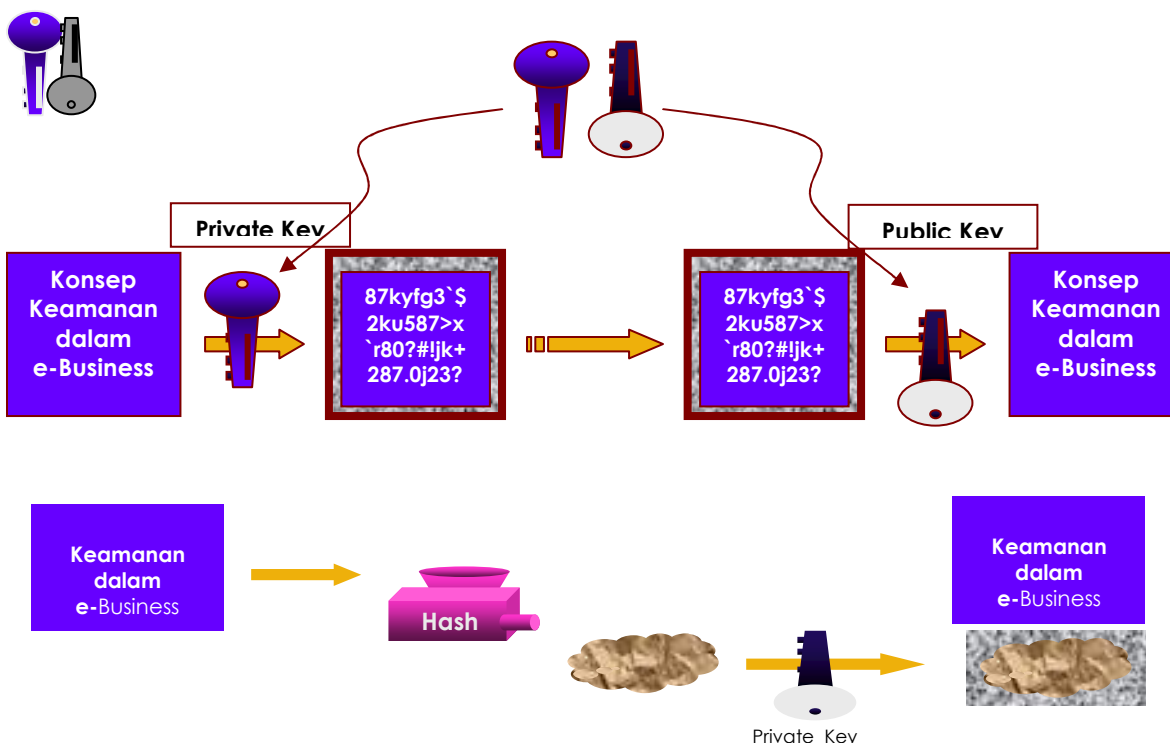 Private Key
Public Key
Konsep
Keamanan
dalam
e-Business
87kyfg3`$
2ku587>x
`r80?#!jk+
287.0j23?
87kyfg3`$
2ku587>x
`r80?#!jk+
287.0j23?
Konsep
Keamanan
dalam
e-Business
Keamanan
dalam
e-Business
Hash
Keamanan
dalam
e-Business
Private Key